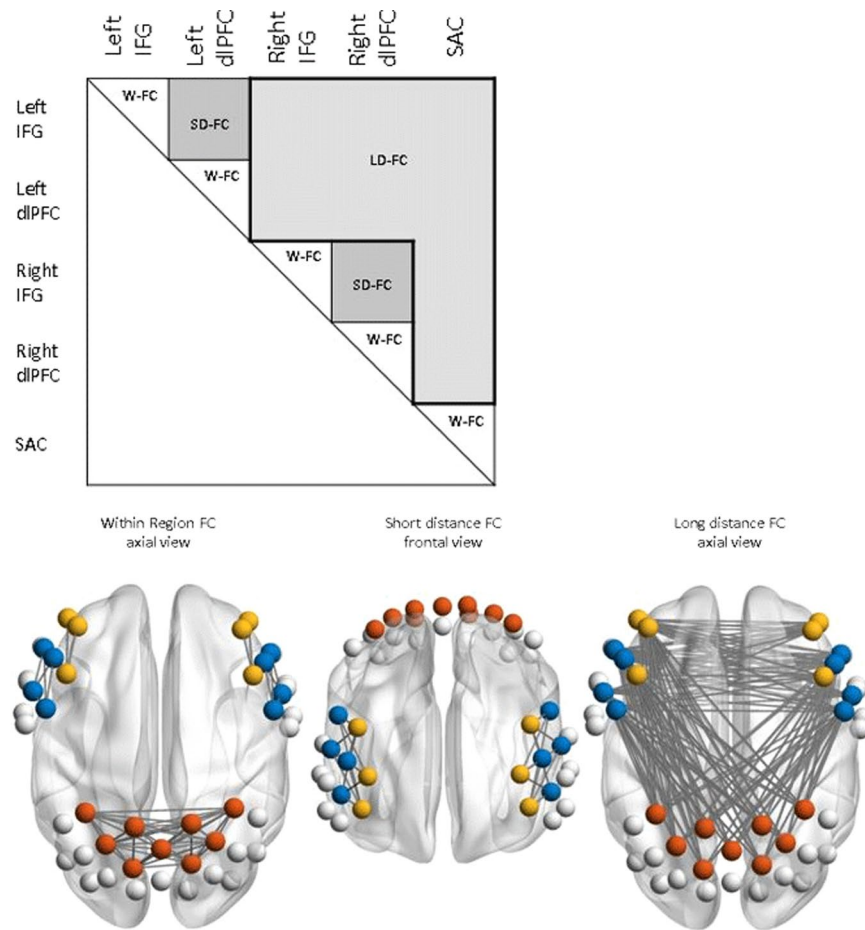 Left
IFG
Left
dlPFC
Right
IFG
Right
dlPFC
SAC
Left
IFG
W-FC
SD-FC
LD-FC
Left
dlPFC
W-FC
Right
IFG
W-FC
SD-FC
Right
dlPFC
W-FC
SAC
W-FC
Within Region FC
axial view
Short distance FC
frontal view
Long distance FC
axial view